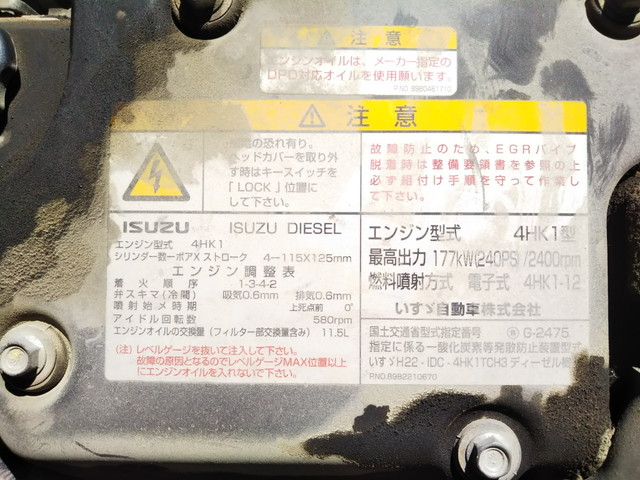 注意
エンジンオイルは、メーカー指定の
DPD対応オイルを使用願います。
P.NO. 8980481710
注意
の恐れ有り。
ヘッドカバーを取り外
す時はキースイッチを
「LOCK」位置に
して下さい。
故障防止のため、EGRパイプ
脱着時は整備要領書を参照の上
必ず組付け手順を守って作業し
て下さい。
ISUZU ISUZU DIESEL
エンジン型式 4HK1
シリンダー数ーボアXストローク 4-115X125mm
エンジン調整表
着火順序 1-3-4-2
弁スキマ(冷間) 吸気0.6mm 排気0.6mm
噴射始メ時期 上死点前 0°
アイドル回転数 580rpm
エンジンオイルの交換量(フィルター部交換量含み) 11.5L
(注)レベルゲージを抜いて注入して下さい。
故障の原因となるのでレベルゲージMAX位置以上
にエンジンオイルを入れないで下さい。
エンジン型式 4HK1型
最高出力 177kW(240PS)/2400rpm
燃料噴射方式 電子式 4HK1-12
いすゞ自動車株式会社
国土交通省型式指定番号 G-2475
指定に係る一酸化炭素等発散防止装置型式
いすゞH22-IDC-4HK1TCH3 ディーゼル
P.NO. 8982210670